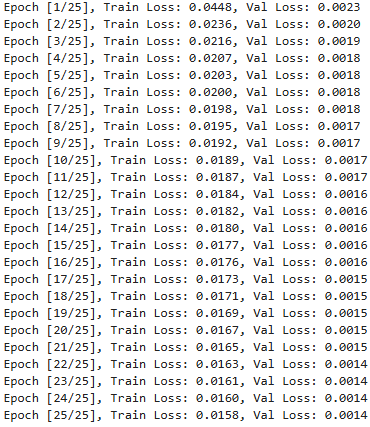 Epoch [1/25], Train Loss: 0.0448, Val Loss: 0.0023
Epoch [2/25], Train Loss: 0.0236, Val Loss: 0.0020
Epoch [3/25], Train Loss: 0.0216, Val Loss: 0.0019
Epoch [4/25], Train Loss: 0.0207, Val Loss: 0.0018
Epoch [5/25], Train Loss: 0.0203, Val Loss: 0.0018
Epoch [6/25], Train Loss: 0.0200, Val Loss: 0.0018
Epoch [7/25], Train Loss: 0.0198, Val Loss: 0.0018
Epoch [8/25], Train Loss: 0.0195, Val Loss: 0.0017
Epoch [9/25], Train Loss: 0.0192, Val Loss: 0.0017
Epoch [10/25], Train Loss: 0.0189, Val Loss: 0.0017
Epoch [11/25], Train Loss: 0.0187, Val Loss: 0.0017
Epoch [12/25], Train Loss: 0.0184, Val Loss: 0.0016
Epoch [13/25], Train Loss: 0.0182, Val Loss: 0.0016
Epoch [14/25], Train Loss: 0.0180, Val Loss: 0.0016
Epoch [15/25], Train Loss: 0.0177, Val Loss: 0.0016
Epoch [16/25], Train Loss: 0.0176, Val Loss: 0.0016
Epoch [17/25], Train Loss: 0.0173, Val Loss: 0.0015
Epoch [18/25], Train Loss: 0.0171, Val Loss: 0.0015
Epoch [19/25], Train Loss: 0.0169, Val Loss: 0.0015
Epoch [20/25], Train Loss: 0.0167, Val Loss: 0.0015
Epoch [21/25], Train Loss: 0.0165, Val Loss: 0.0015
Epoch [22/25], Train Loss: 0.0163, Val Loss: 0.0014
Epoch [23/25], Train Loss: 0.0161, Val Loss: 0.0014
Epoch [24/25], Train Loss: 0.0160, Val Loss: 0.0014
Epoch [25/25], Train Loss: 0.0158, Val Loss: 0.0014